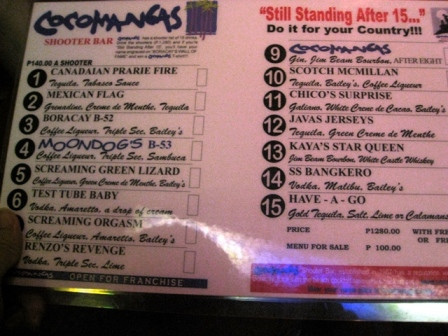 COCOMANGAS
SHOOTER BAR
P140.00 A SHOOTER
1 CANADIAN PRARIE FIRE
Tequila, Tabasco Sauce
2 MEXICAN FLAG
Grenadine, Creme de Menthe, Tequila
3 BORACAY B-52
Coffee Liqueur, Triple Sec, Bailey's
4 MOONDOG'S B-53
Coffee Liqueur, Triple Sec, Sambuca
5 SCREAMING GREEN LIZARD
Coffee Liqueur, Green Creme de Menthe, Bailey's
6 TEST TUBE BABY
Vodka, Amaretto, a drop of cream
SCREAMING ORGASM
Coffee Liqueur, Amaretto, Bailey's
RENZO'S REVENGE
Vodka, Triple Sec, Lime
OPEN FOR FRANCHISE
"Still Standing After 15..."
Do it for your Country!!!
9 COCOMANGAS
Gin, Jim Beam Bourbon, AFTER EIGHT
10 SCOTCH MCMILLAN
Tequila, Bailey's, Coffee Liqueur
11 CHICO'S SURPRISE
Galiano, White Creme de Cacao, Bailey's
12 JAVAS JERSEYS
Tequila, Green Creme de Menthe
13 KAYA'S STAR QUEEN
Jim Beam Bourbon, White Castle Whiskey
14 SS BANGKERO
Vodka, Malibu, Bailey's
15 HAVE - A - GO
Gold Tequila, Salt, Lime or Calamansi
PRICE P1280.00 WITH FRE
OR FR
MENU FOR SALE P 100.00